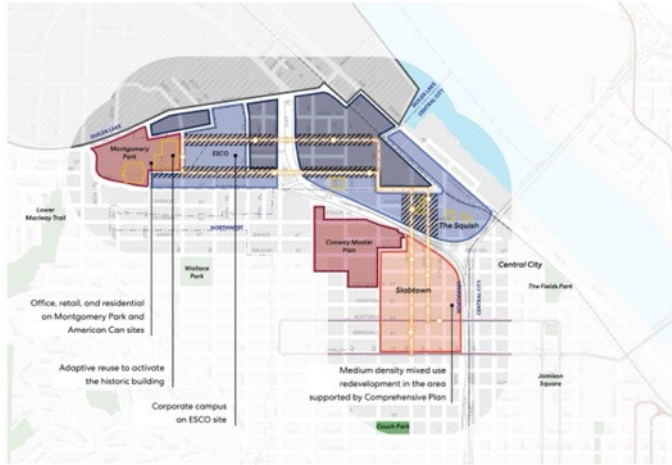 GUILDS LAKE
GUILDS LAKE
CENTRAL CITY
Montgomery
Park
ESCO
Lower
Macleay Trail
NORTHWEST
The Squish
Conway Master
Plan
Wallace
Park
Central City
The Fields Park
Slabtown
NORTHWEST
CENTRAL CITY
Office, retail, and residential
on Montgomery Park and
American Can sites
Adaptive reuse to activate
the historic building
Medium density mixed use
redevelopment in the area
supported by Comprehensive Plan
Jamison
Square
Corporate campus
on ESCO site
Couch Park